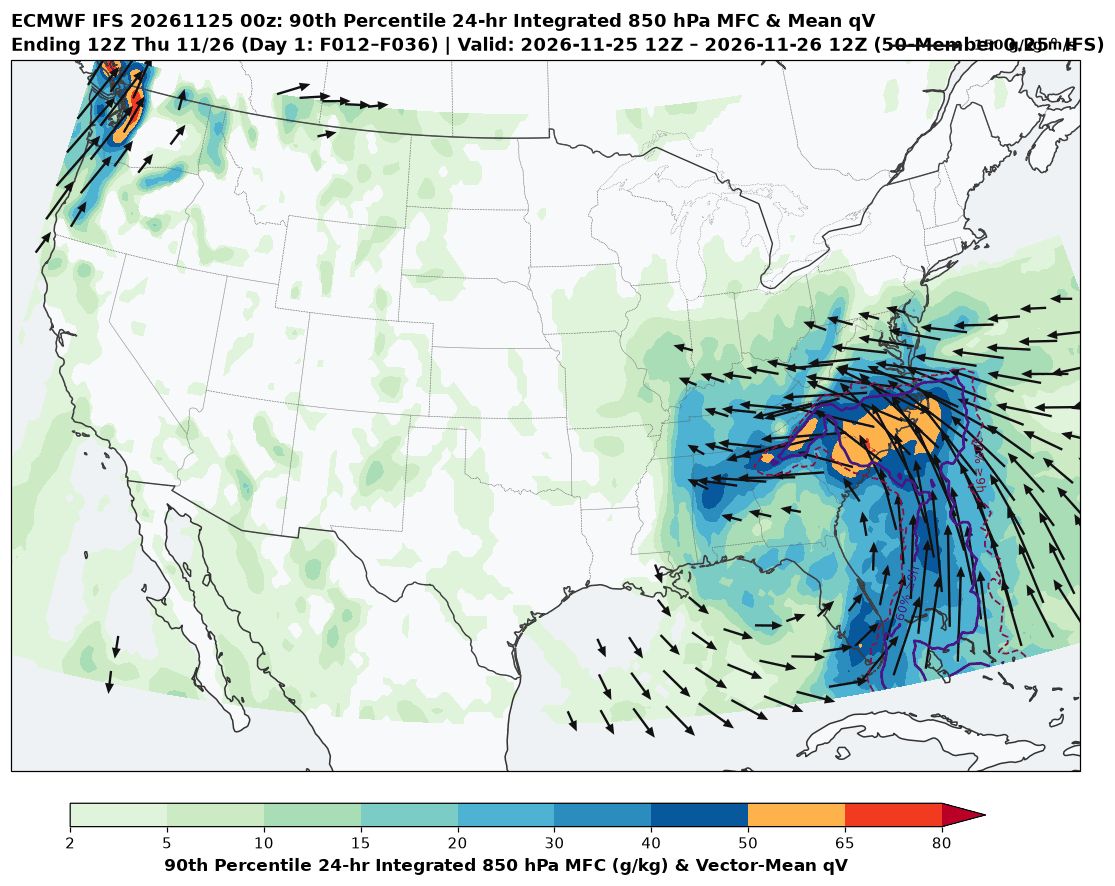 ECMWF IFS 20261125 00z: 90th Percentile 24-hr Integrated 850 hPa MFC & Mean qV
Ending 12Z Thu 11/26 (Day 1: F012–F036) | Valid: 2026-11-25 12Z – 2026-11-26 12Z (50-Member 0.25° IFS)
2 5 10 15 20 30 40 50 65 80
90th Percentile 24-hr Integrated 850 hPa MFC (g/kg) & Vector-Mean qV